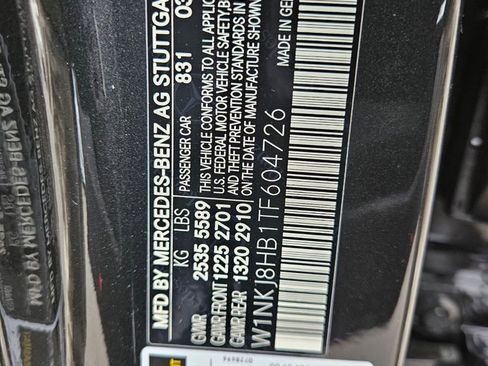 MFD BY MERCEDES-BENZ AG STUTTGA
831 03
KG LBS PASSENGER CAR
GVWR 2535 5589 THIS VEHICLE CONFORMS TO ALL APPLICABLE
GAWR FRONT 1225 2701 U.S. FEDERAL MOTOR VEHICLE SAFETY, B
GAWR REAR 1320 2910 AND THEFT PREVENTION STANDARDS IN
ON THE DATE OF MANUFACTURE SHOWN
W1NKJ8HB1TF604726 MADE IN GE